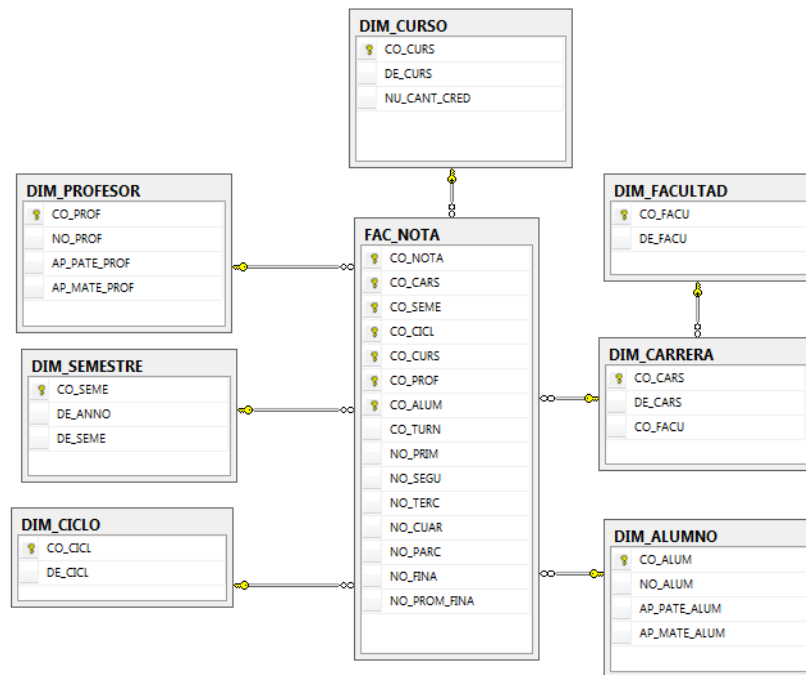 DIM_CURSO
CO_CURS
DE_CURS
NU_CANT_CRED
DIM_PROFESOR
CO_PROF
NO_PROF
AP_PATE_PROF
AP_MATE_PROF
DIM_FACULTAD
CO_FACU
DE_FACU
FAC_NOTA
CO_NOTA
CO_CARS
CO_SEME
CO_CICL
CO_CURS
CO_PROF
CO_ALUM
CO_TURN
NO_PRIM
NO_SEGU
NO_TERC
NO_CUAR
NO_PARC
NO_FINA
NO_PROM_FINA
DIM_SEMESTRE
CO_SEME
DE_ANNO
DE_SEME
DIM_CARRERA
CO_CARS
DE_CARS
CO_FACU
DIM_CICLO
CO_CICL
DE_CICL
DIM_ALUMNO
CO_ALUM
NO_ALUM
AP_PATE_ALUM
AP_MATE_ALUM